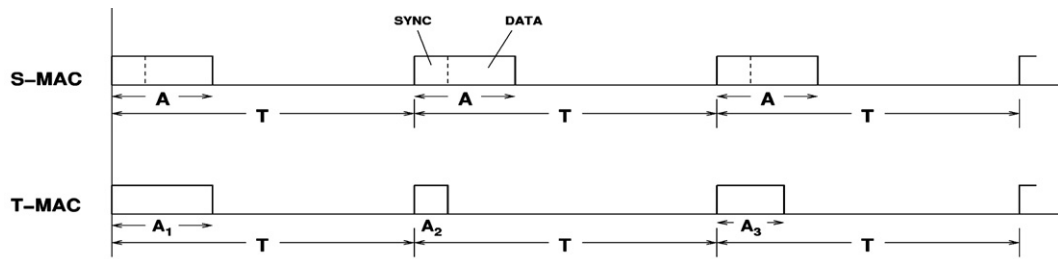 SYNC DATA
S-MAC
A A A
T T T
T-MAC
A₁ A₂ A₃
T T T